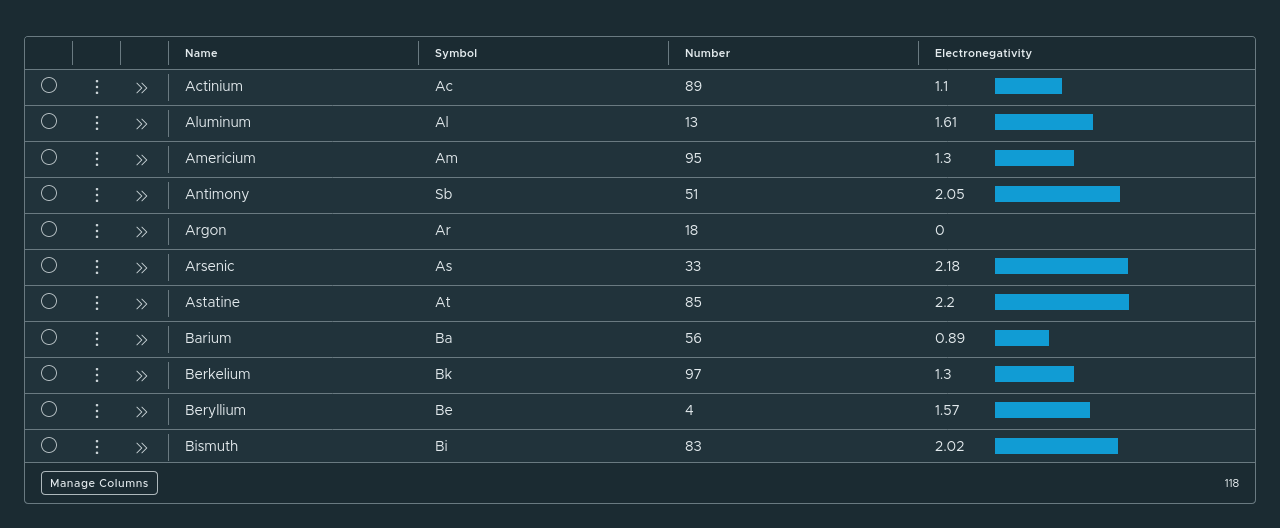 Name Symbol Number Electronegativity
Actinium Ac 89 1.1
Aluminum Al 13 1.61
Americium Am 95 1.3
Antimony Sb 51 2.05
Argon Ar 18 0
Arsenic As 33 2.18
Astatine At 85 2.2
Barium Ba 56 0.89
Berkelium Bk 97 1.3
Beryllium Be 4 1.57
Bismuth Bi 83 2.02
Manage Columns 118